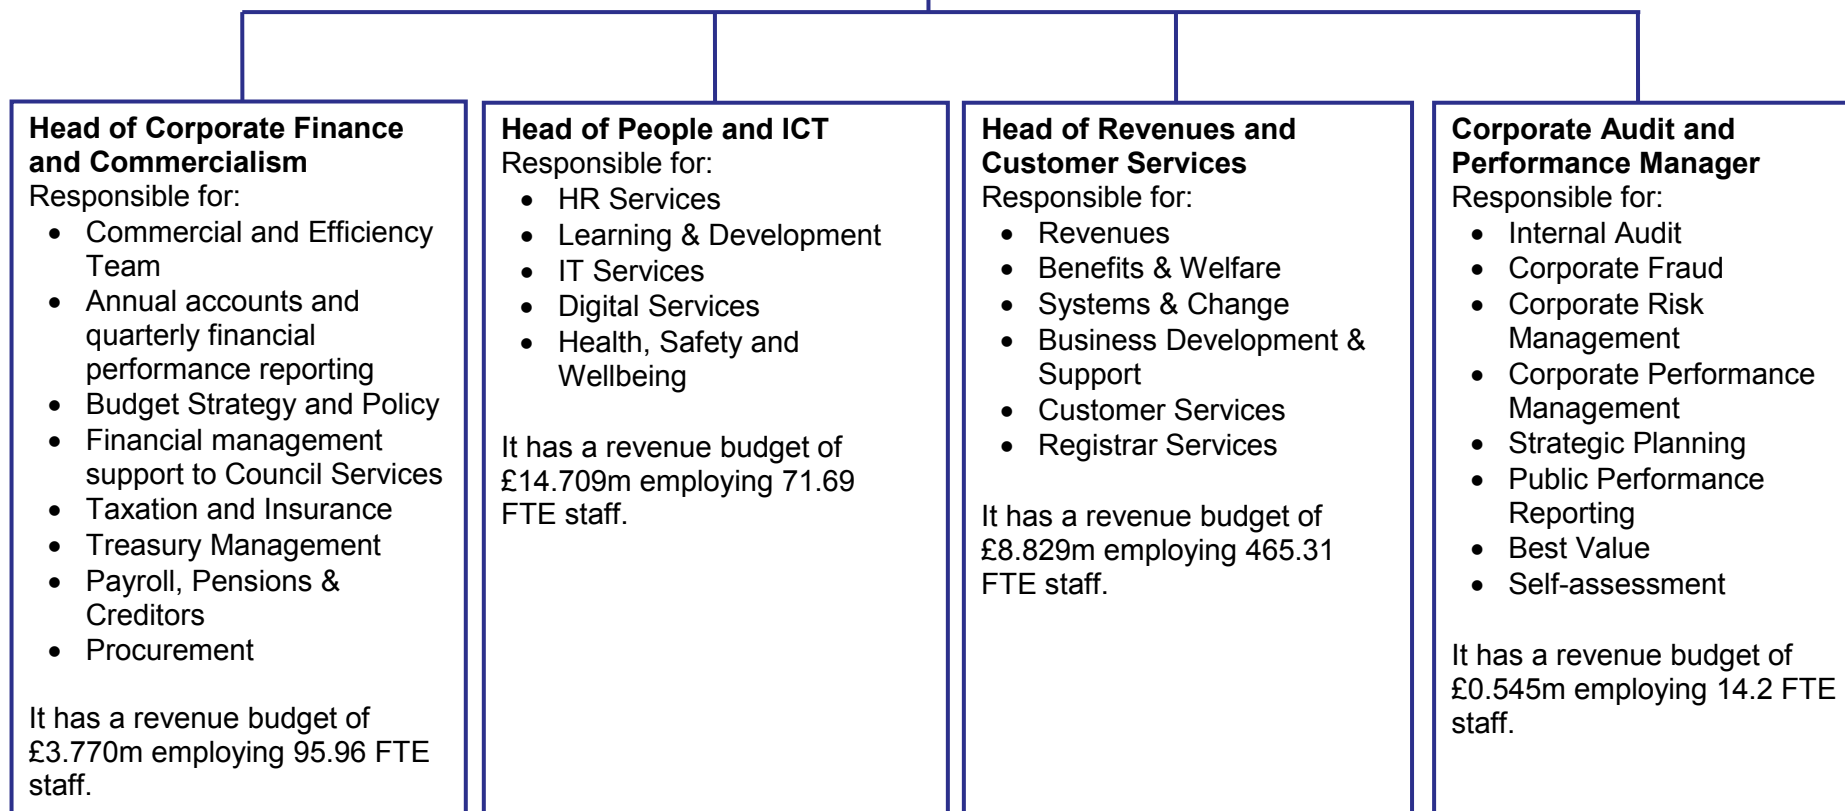 Head of Corporate Finance
and Commercialism
Responsible for:
• Commercial and Efficiency
Team
• Annual accounts and
quarterly financial
performance reporting
• Budget Strategy and Policy
• Financial management
support to Council Services
• Taxation and Insurance
• Treasury Management
• Payroll, Pensions &
Creditors
• Procurement
It has a revenue budget of
£3.770m employing 95.96 FTE
staff.
Head of People and ICT
Responsible for:
• HR Services
• Learning & Development
• IT Services
• Digital Services
• Health, Safety and
Wellbeing
It has a revenue budget of
£14.709m employing 71.69
FTE staff.
Head of Revenues and
Customer Services
Responsible for:
• Revenues
• Benefits & Welfare
• Systems & Change
• Business Development &
Support
• Customer Services
• Registrar Services
It has a revenue budget of
£8.829m employing 465.31
FTE staff.
Corporate Audit and
Performance Manager
Responsible for:
• Internal Audit
• Corporate Fraud
• Corporate Risk
Management
• Corporate Performance
Management
• Strategic Planning
• Public Performance
Reporting
• Best Value
• Self-assessment
It has a revenue budget of
£0.545m employing 14.2 FTE
staff.